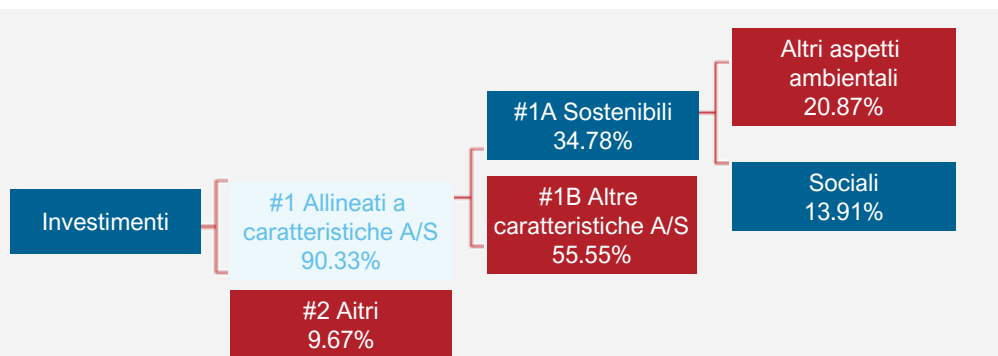 Investimenti
#1 Allineati a
caratteristiche A/S
90.33%
#2 Aitri
9.67%
#1A Sostenibili
34.78%
#1B Altre
caratteristiche A/S
55.55%
Altri aspetti
ambientali
20.87%
Sociali
13.91%